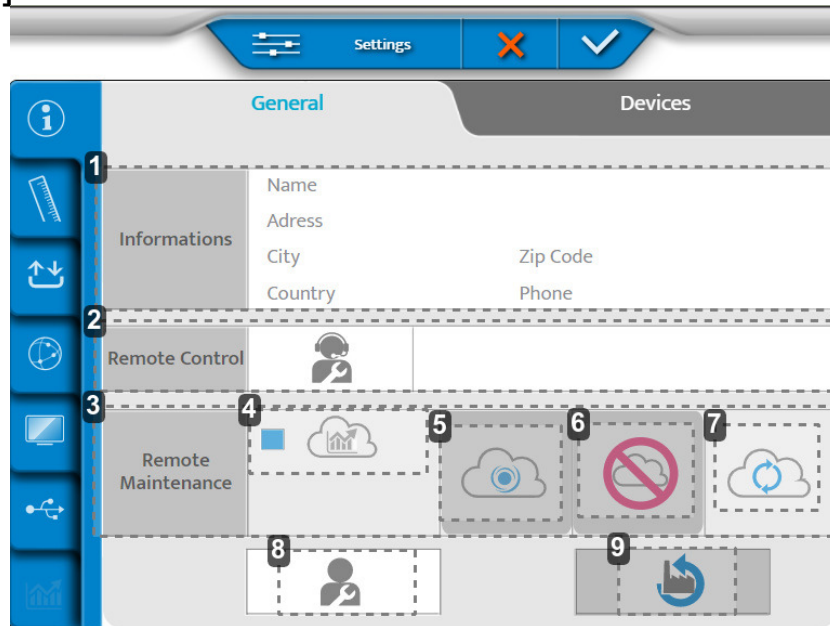 Settings
General Devices
1
Name
Adress
Informations
City Zip Code
Country Phone
2
Remote Control
3
4
5
6
7
Remote
Maintenance
8
9